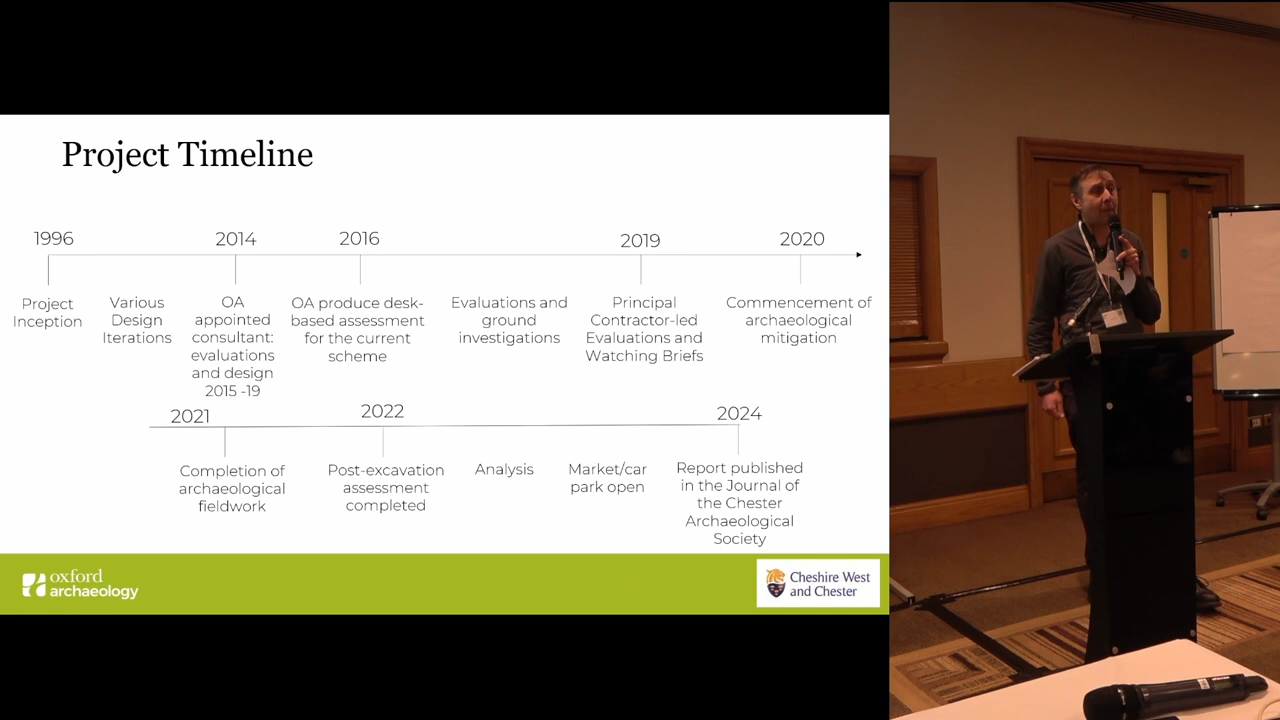 Project Timeline
1996
2014
2016
2019
2020
Project
Inception
Various
Design
Iterations
OA
appointed
consultant:
evaluations
and design
2015 -19
OA produce desk-
based assessment
for the current
scheme
Evaluations and
ground
investigations
Principal
Contractor-led
Evaluations and
Watching Briefs
Commencement of
archaeological
mitigation
2021
2022
2024
Completion of
archaeological
fieldwork
Post-excavation
assessment
completed
Analysis
Market/car
park open
Report published
in the Journal of
the Chester
Archaeological
Society
oxford
archaeology
Cheshire West
and Chester